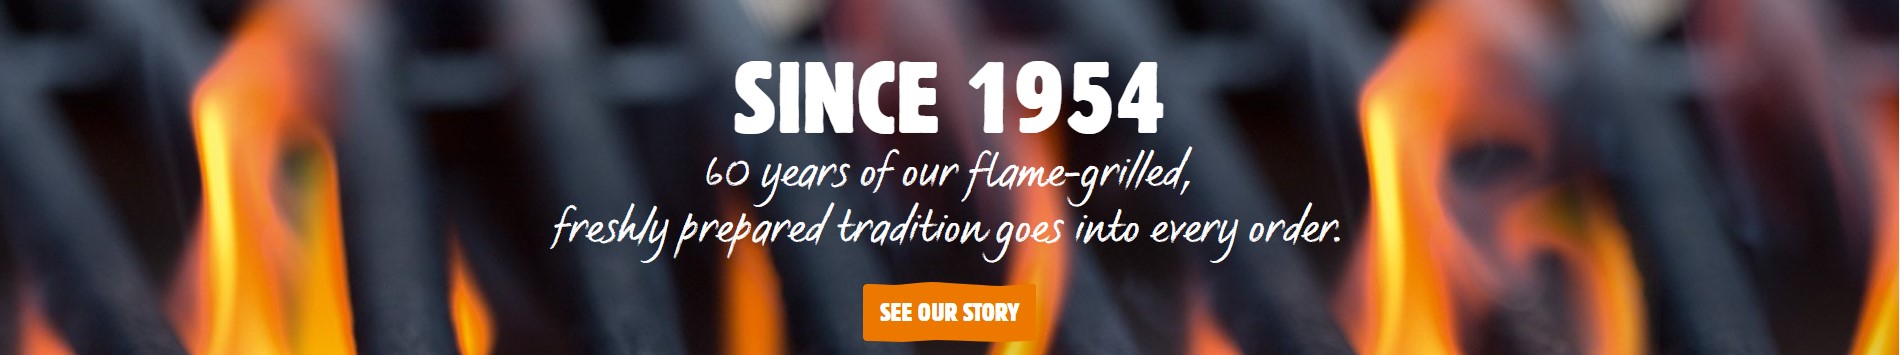 SINCE 1954
60 years of our flame-grilled,
freshly prepared tradition goes into every order.
SEE OUR STORY